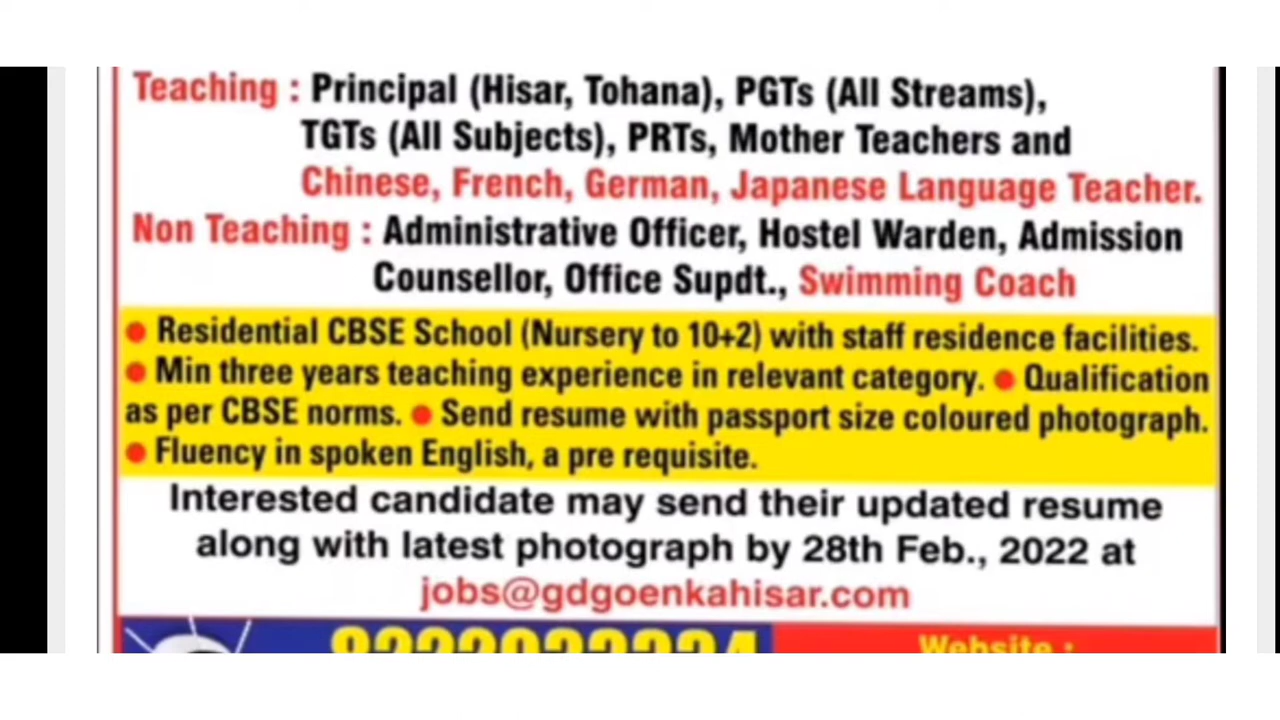 Teaching : Principal (Hisar, Tohana), PGTs (All Streams),
TGTs (All Subjects), PRTs, Mother Teachers and
Chinese, French, German, Japanese Language Teacher.
Non Teaching : Administrative Officer, Hostel Warden, Admission
Counsellor, Office Supdt., Swimming Coach
● Residential CBSE School (Nursery to 10+2) with staff residence facilities.
● Min three years teaching experience in relevant category. ● Qualification
as per CBSE norms. ● Send resume with passport size coloured photograph.
● Fluency in spoken English, a pre requisite.
Interested candidate may send their updated resume
along with latest photograph by 28th Feb., 2022 at
jobs@gdgoenkahisar.com
Website :